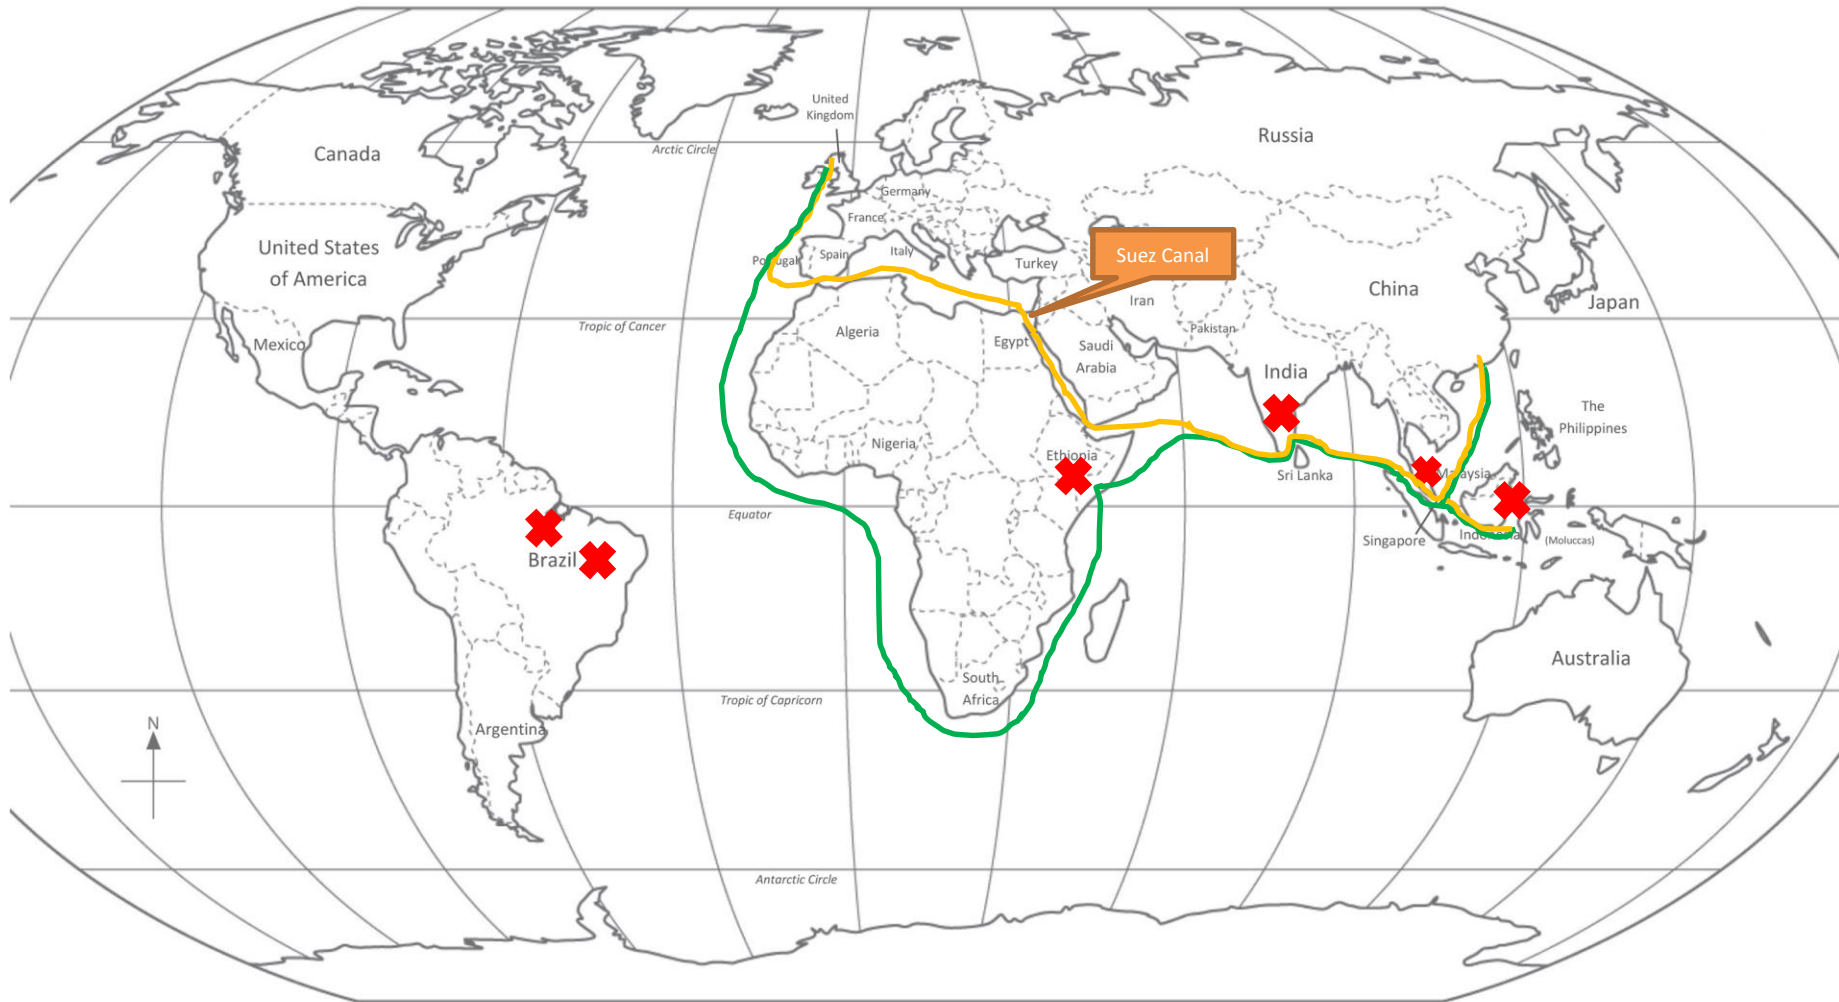 United
Kingdom
Russia
Arctic Circle
Canada
Germany
France
United States
of America
Portugal
Spain
Italy
Suez Canal
Turkey
China
Iran
Japan
Tropic of Cancer
Algeria
Pakistan
Mexico
Egypt
Saudi
Arabia
India
The
Philippines
Nigeria
Ethiopia
Sri Lanka
Malaysia
Equator
Singapore
Indonesia
(Moluccas)
Brazil
Australia
South
Africa
Tropic of Capricorn
N
Argentina
Antarctic Circle